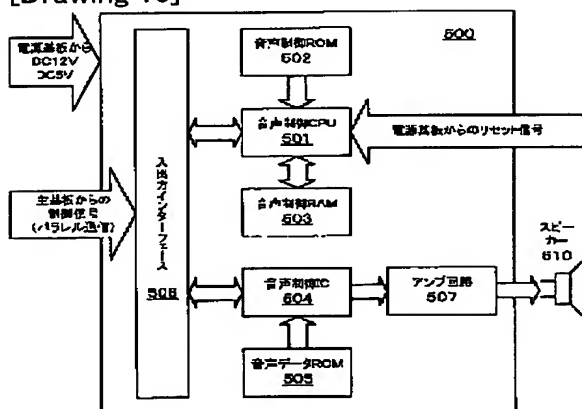 電源基板から
DC12V
DC5V
音声制御ROM
502
500
音声制御CPU
501
電源基板からのリセット信号
入出力インターフェース
506
主基板からの
制御信号
(パラレル通信)
音声制御RAM
503
スピー
カー
510
音声制御IC
504
アンプ回路
507
音声データROM
505